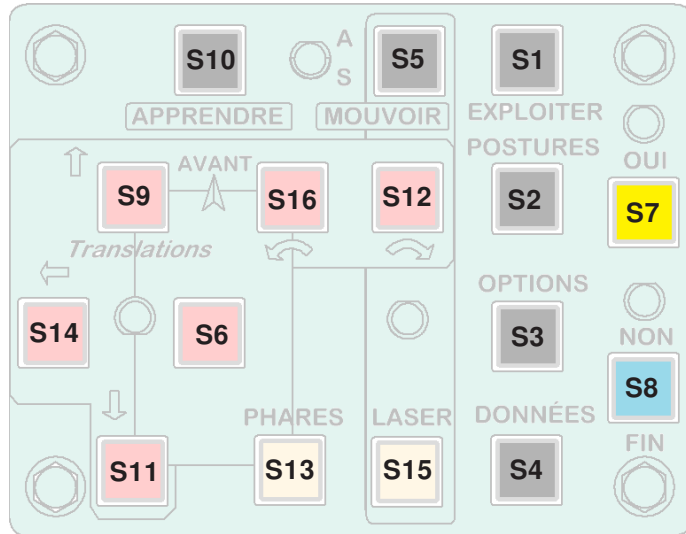 S10
A
S
S5
S1
APPRENDRE
MOUVOIR
EXPLOITER
POSTURES
OUI
AVANT
S9
S16
S12
S2
S7
Translations
OPTIONS
S14
S6
S3
NON
S8
PHARES
LASER
DONNÉES
FIN
S11
S13
S15
S4